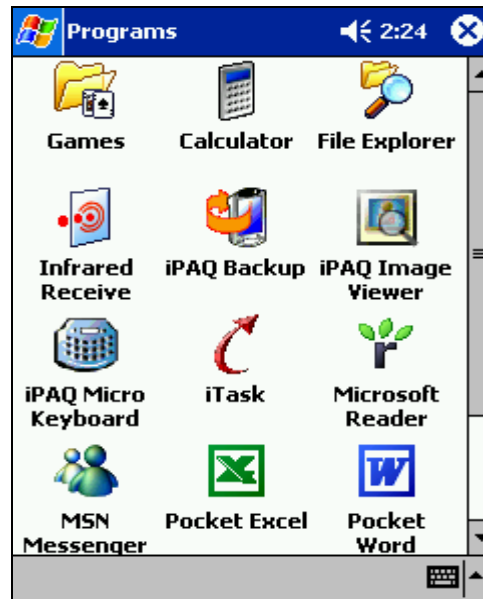 Programs 2:24
Games Calculator File Explorer
Infrared Receive
iPAQ Backup
iPAQ Image Viewer
iPAQ Micro Keyboard
iTask
Microsoft Reader
MSN Messenger
Pocket Excel
Pocket Word